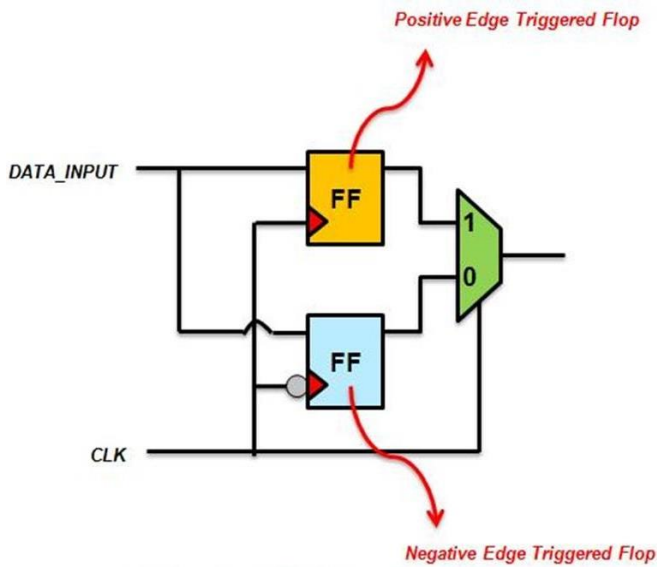 Positive Edge Triggered Flop
DATA_INPUT
FF
1
0
FF
CLK
Negative Edge Triggered Flop